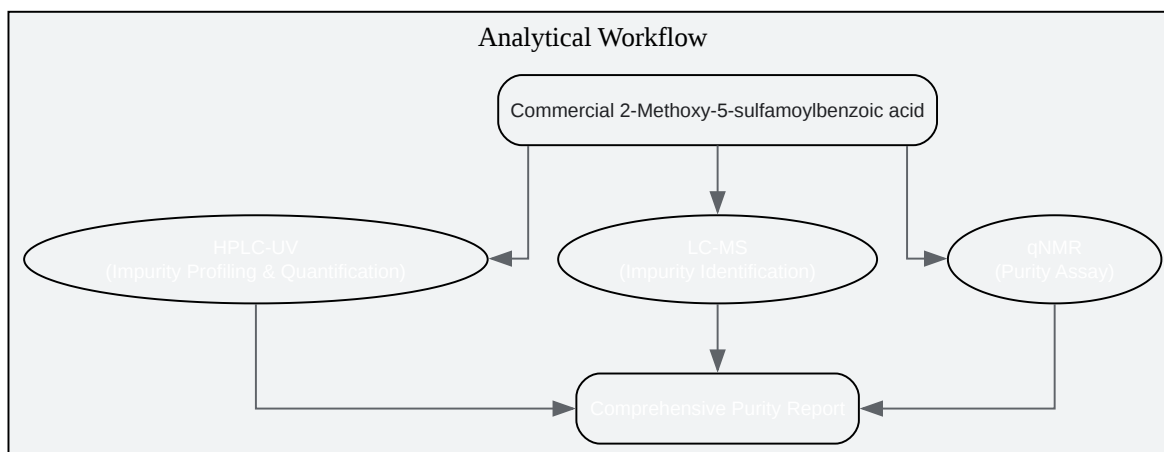 Analytical Workflow
Commercial 2-Methoxy-5-sulfamoylbenzoic acid
HPLC-UV
(Impurity Profiling & Quantification)
LC-MS
(Impurity Identification)
qNMR
(Purity Assay)
Comprehensive Purity Report